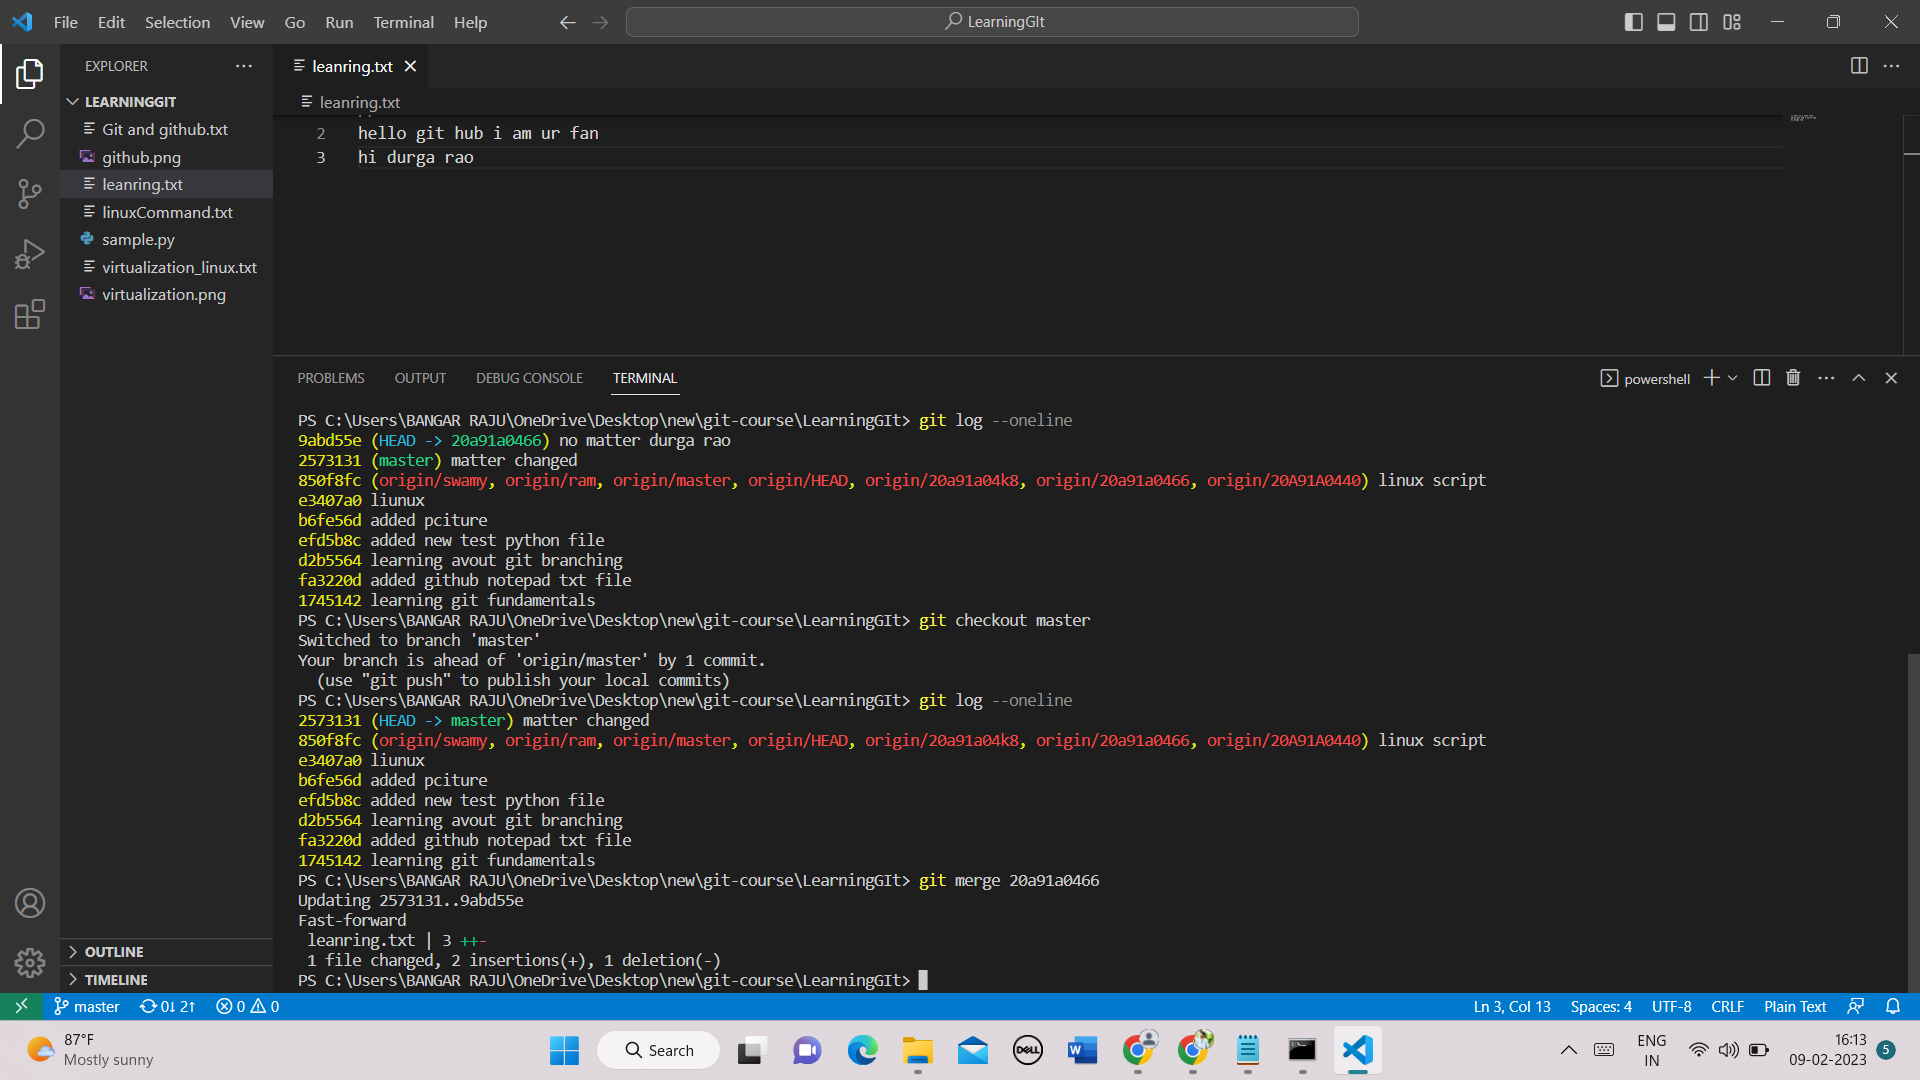 File Edit Selection View Go Run Terminal Help
LearningGIt
EXPLORER
LEARNINGGIT
Git and github.txt
github.png
leanring.txt
linuxCommand.txt
sample.py
virtualization_linux.txt
virtualization.png
OUTLINE
TIMELINE
leanring.txt
leanring.txt
2 hello git hub i am ur fan
3 hi durga rao
PROBLEMS OUTPUT DEBUG CONSOLE TERMINAL
powershell
PS C:\Users\BANGAR RAJU\OneDrive\Desktop\new\git-course\LearningGIt> git log --oneline
9abd55e (HEAD -> 20a91a0466) no matter durga rao
2573131 (master) matter changed
850f8fc (origin/swamy, origin/ram, origin/master, origin/HEAD, origin/20a91a04k8, origin/20a91a0466, origin/20A91A0440) linux script
e3407a0 liunux
b6fe56d added pciture
efd5b8c added new test python file
d2b5564 learning avout git branching
fa3220d added github notepad txt file
1745142 learning git fundamentals
PS C:\Users\BANGAR RAJU\OneDrive\Desktop\new\git-course\LearningGIt> git checkout master
Switched to branch 'master'
Your branch is ahead of 'origin/master' by 1 commit.
(use "git push" to publish your local commits)
PS C:\Users\BANGAR RAJU\OneDrive\Desktop\new\git-course\LearningGIt> git log --oneline
2573131 (HEAD -> master) matter changed
850f8fc (origin/swamy, origin/ram, origin/master, origin/HEAD, origin/20a91a04k8, origin/20a91a0466, origin/20A91A0440) linux script
e3407a0 liunux
b6fe56d added pciture
efd5b8c added new test python file
d2b5564 learning avout git branching
fa3220d added github notepad txt file
1745142 learning git fundamentals
PS C:\Users\BANGAR RAJU\OneDrive\Desktop\new\git-course\LearningGIt> git merge 20a91a0466
Updating 2573131..9abd55e
Fast-forward
leanring.txt | 3 ++-
1 file changed, 2 insertions(+), 1 deletion(-)
PS C:\Users\BANGAR RAJU\OneDrive\Desktop\new\git-course\LearningGIt>
master 0↓ 2↑ 0 0 Ln 3, Col 13 Spaces: 4 UTF-8 CRLF Plain Text
87°F
Mostly sunny
Search
DELL
W
ENG
IN
16:13
09-02-2023
5